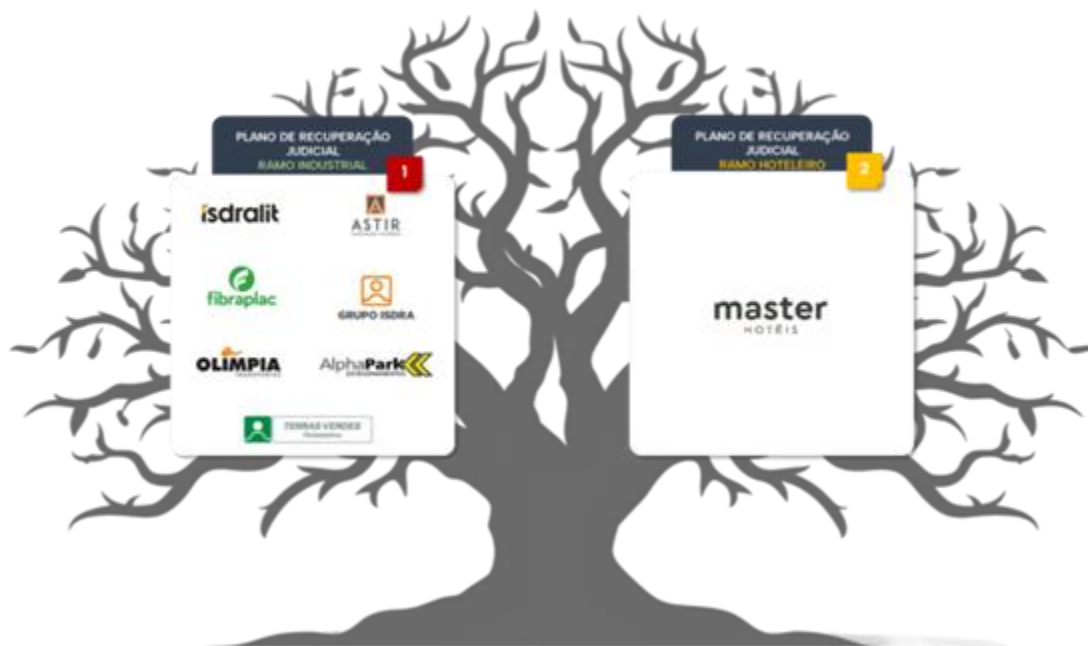 PLANO DE RECUPERAÇÃO
JUDICIAL
RAMO INDUSTRIAL
1
isdralit
ASTIR
fibraplac
GRUPO ISDRA
OLÍMPIA
AlphaPark
TERRAS VERDES
PLANO DE RECUPERAÇÃO
JUDICIAL
RAMO HOTELEIRO
2
master
HOTÉIS